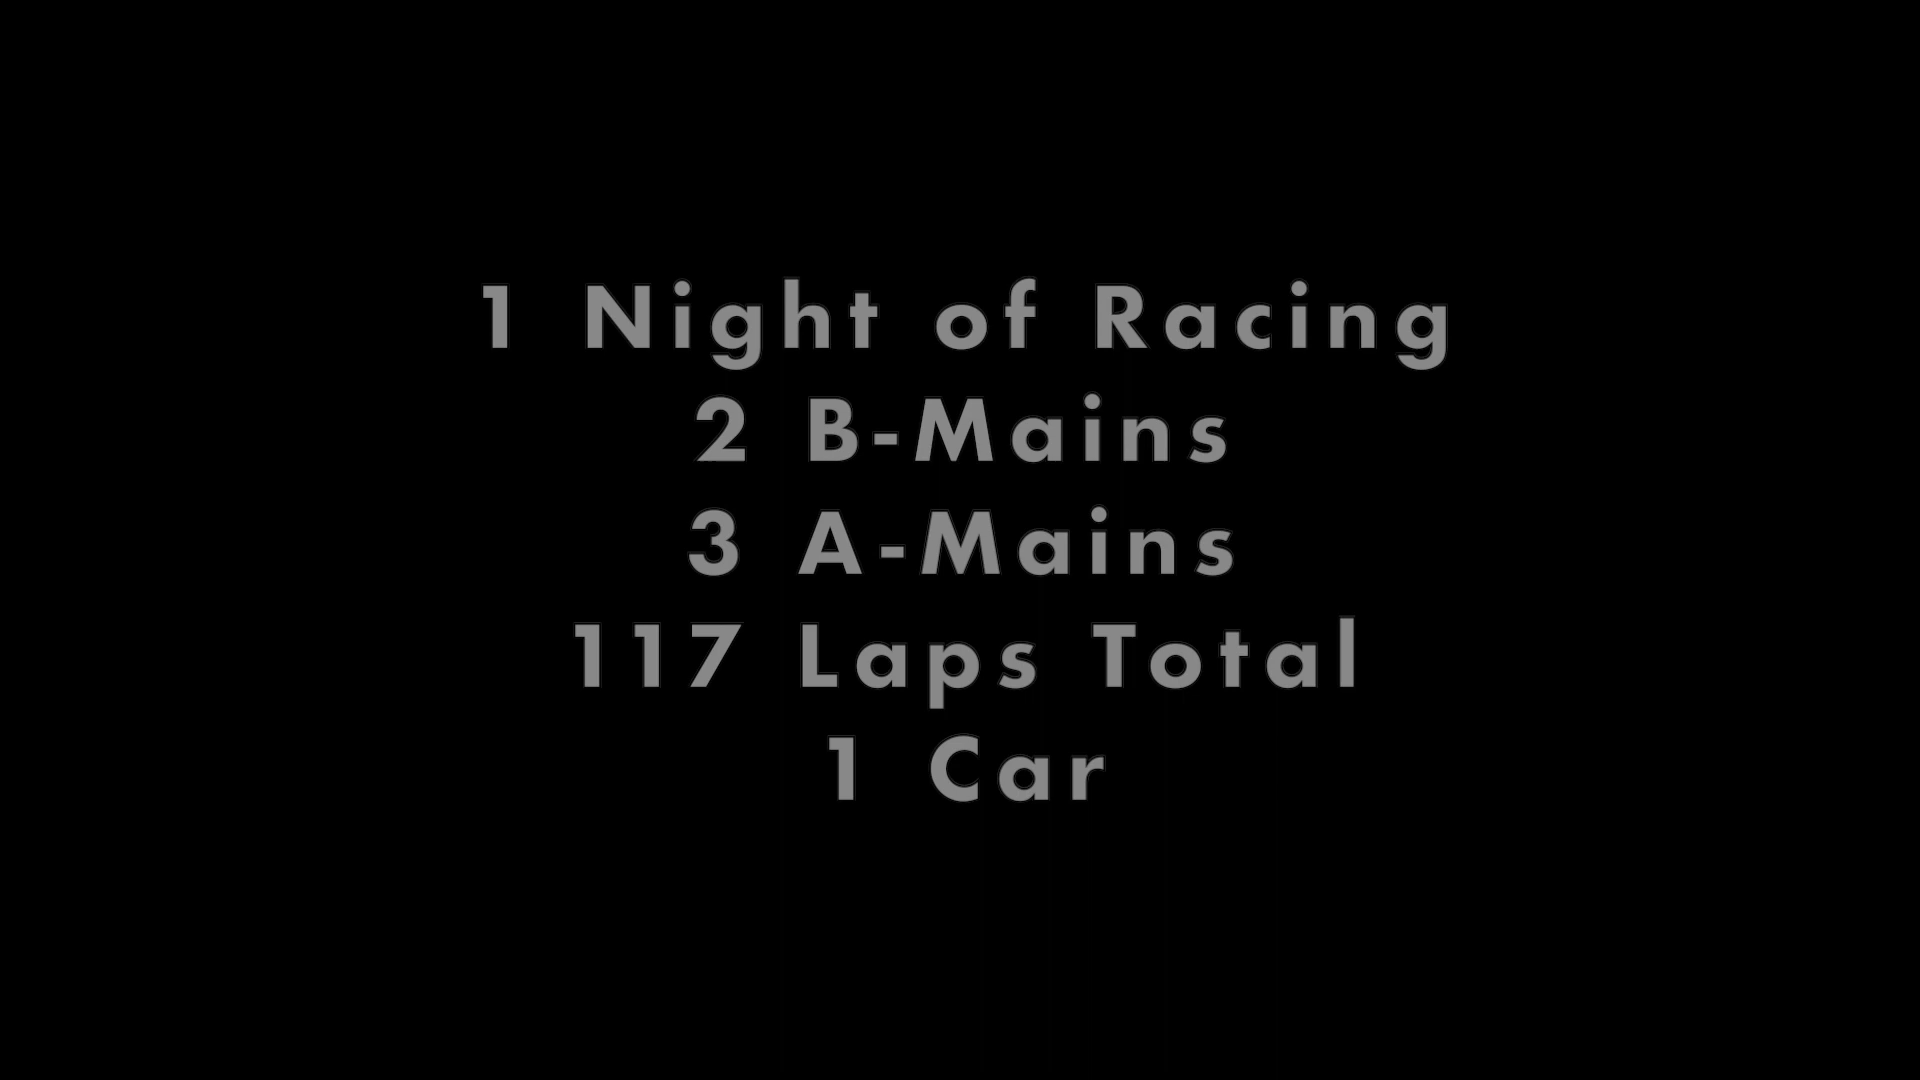 1 Night of Racing
2 B-Mains
3 A-Mains
117 Laps Total
1 Car